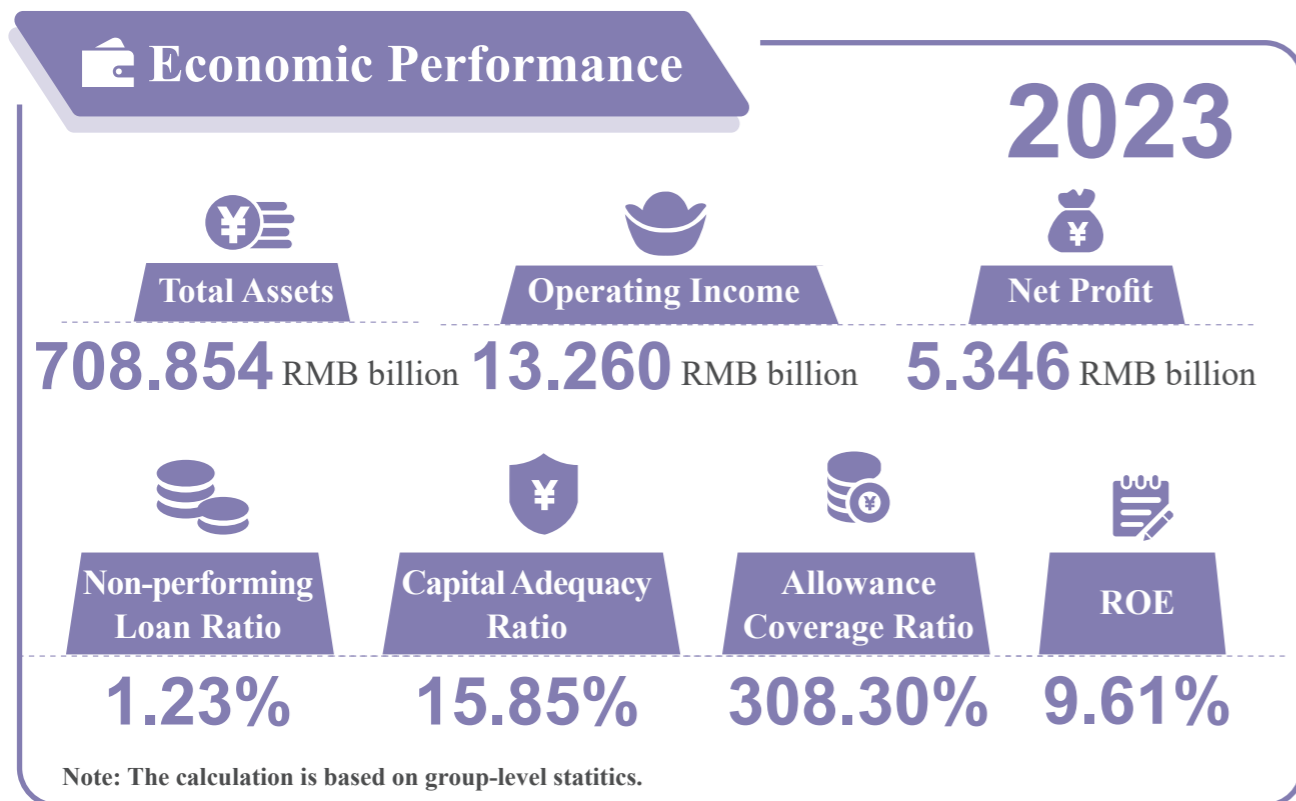 Economic Performance
2023
Total Assets
Operating Income
Net Profit
708.854 RMB billion
13.260 RMB billion
5.346 RMB billion
Non-performing
Loan Ratio
Capital Adequacy
Ratio
Allowance
Coverage Ratio
ROE
1.23%
15.85%
308.30%
9.61%
Note: The calculation is based on group-level statitics.